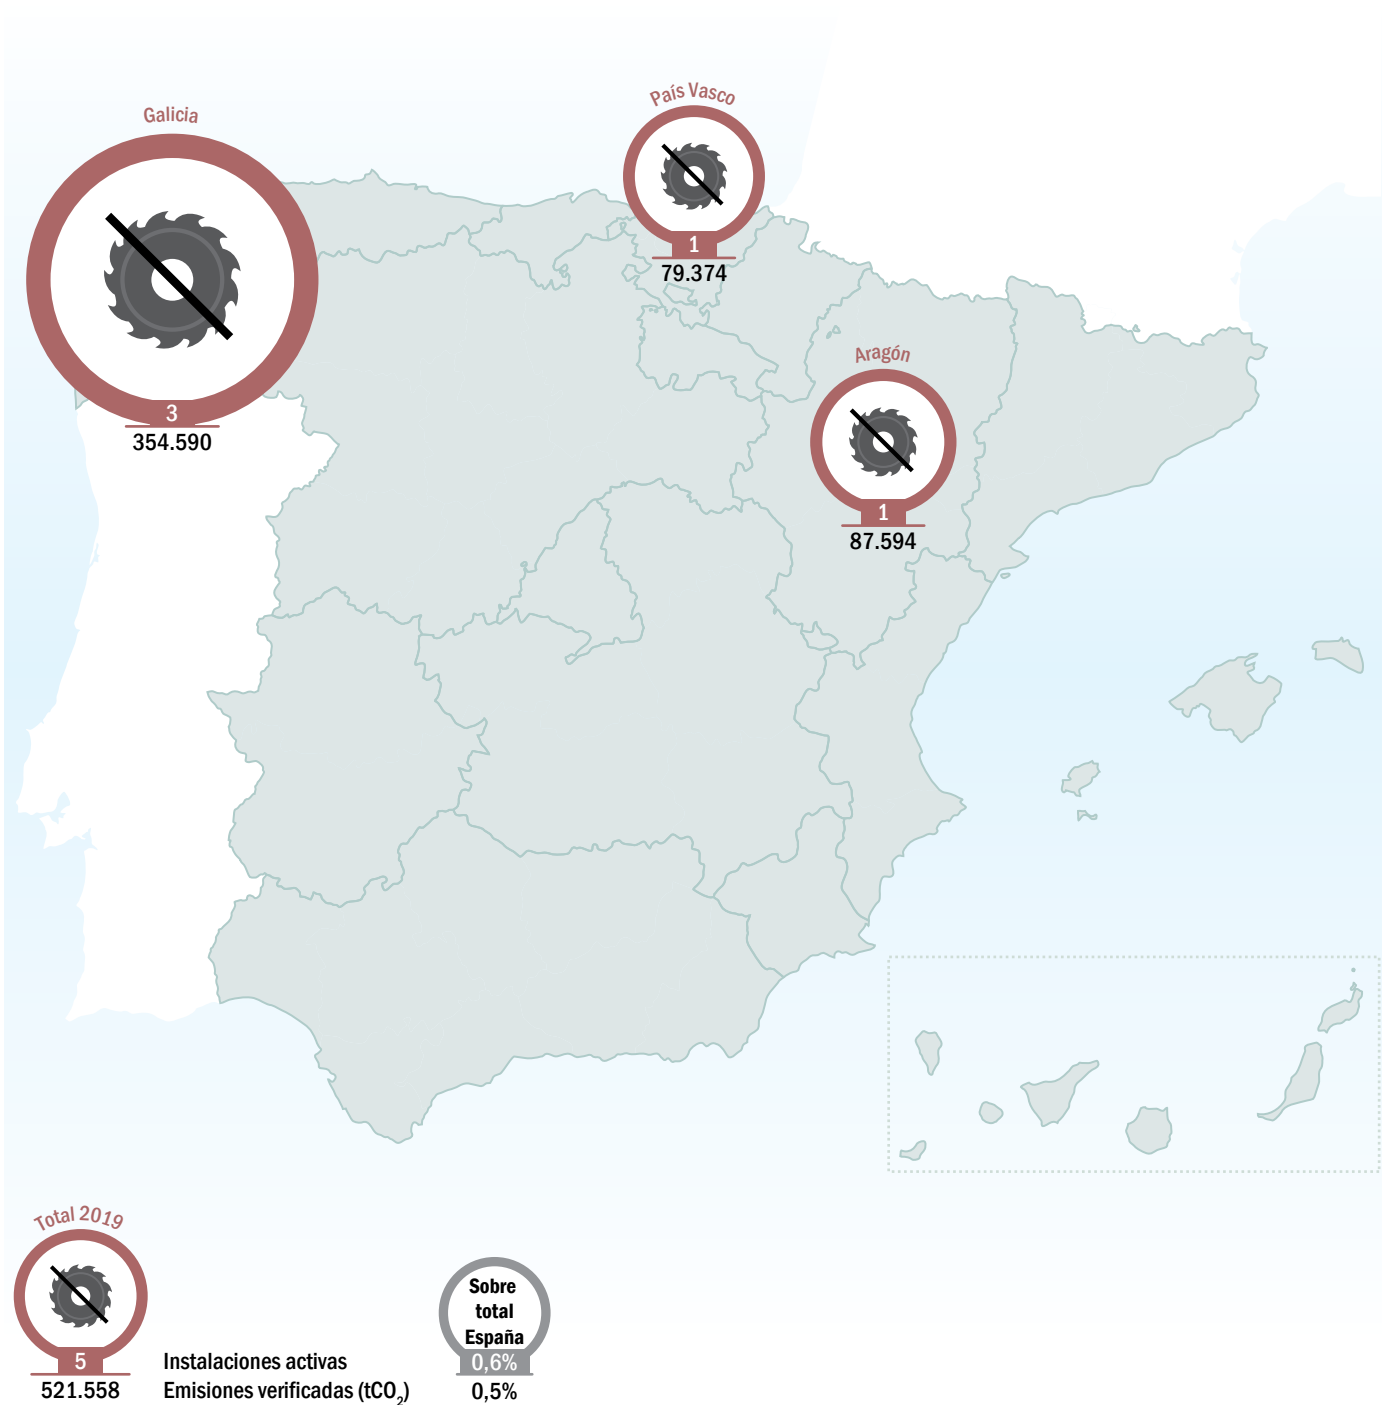 País Vasco
1
79.374
Galicia
3
354.590
Aragón
1
87.594
Total 2019
5
521.558
Instalaciones activas
Emisiones verificadas (tCO₂)
Sobre
total
España
0,6%
0,5%